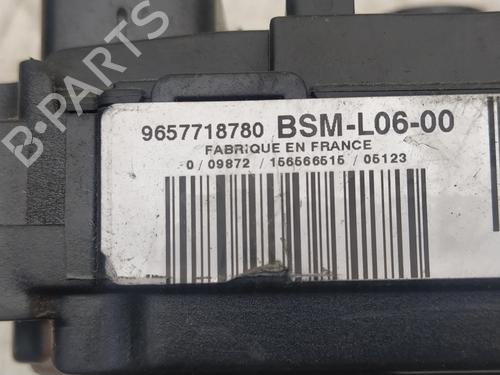 9657718780 BSM-L06-00
FABRIQUE EN FRANCE
0 / 09872 / 156566515 / 05123
B-PARTS